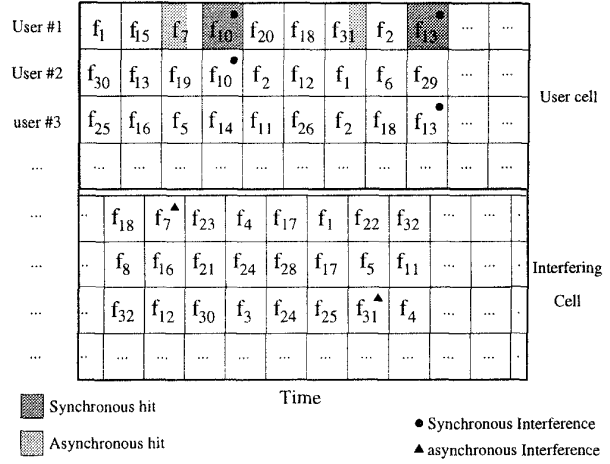 User #1 f1 f15 f7 f10 f20 f18 f31 f2 f13 ... ...
User #2 f30 f13 f19 f10 f2 f12 f1 f6 f29 ... ...
user #3 f25 f16 f5 f14 f11 f26 f2 f18 f13 ... ...
... ... ... ... ... ... ... ... ... ... ... ...
User cell
... .. f18 f7 f23 f4 f17 f1 f22 f32 ... ... .
... .. f8 f16 f21 f24 f28 f17 f5 f11 ... ... .
... .. f32 f12 f30 f3 f24 f25 f31 f4 ... ... .
... .. ... ... ... ... ... ... ... ... ... ... .
Interfering
Cell
Time
Synchronous hit
Asynchronous hit
● Synchronous Interference
▲ asynchronous Interference